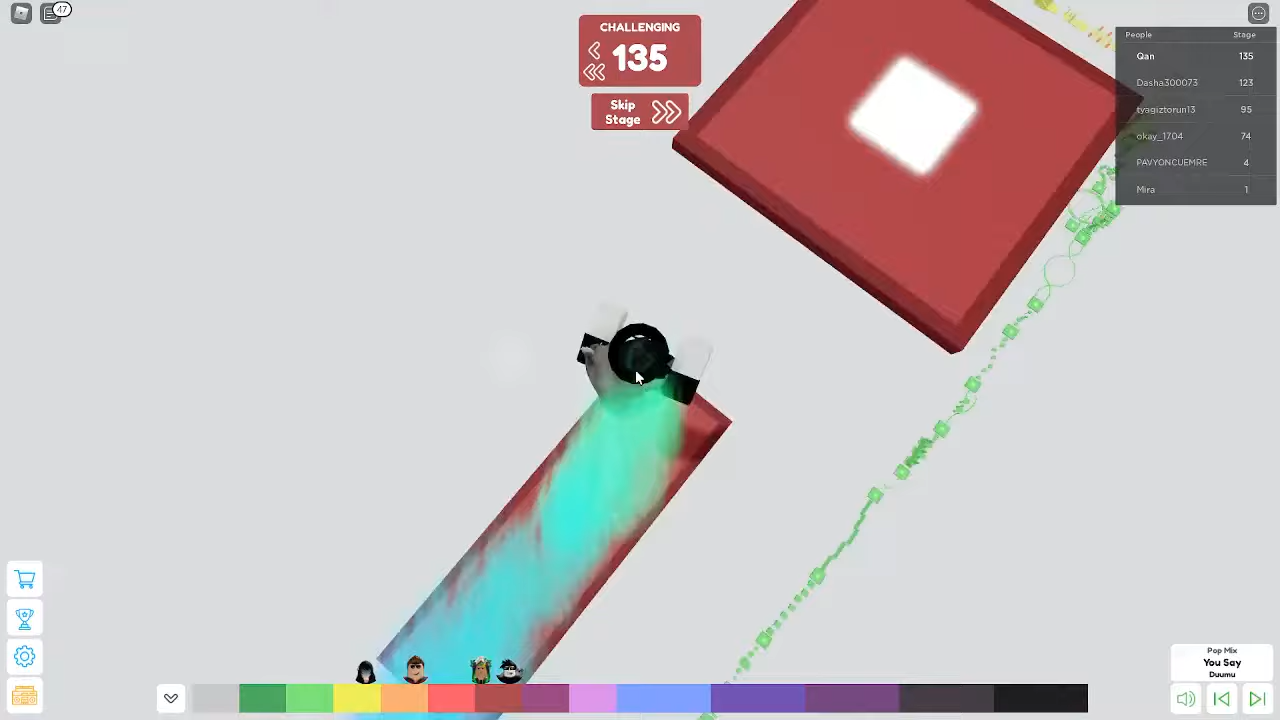 47
CHALLENGING
135
Skip
Stage
People Stage
Qan 135
Dasha300073 123
tyagiztorun13 95
okay_1704 74
PAVYONCUEMRE 4
Mira 1
Pop Mix
You Say
Duumu